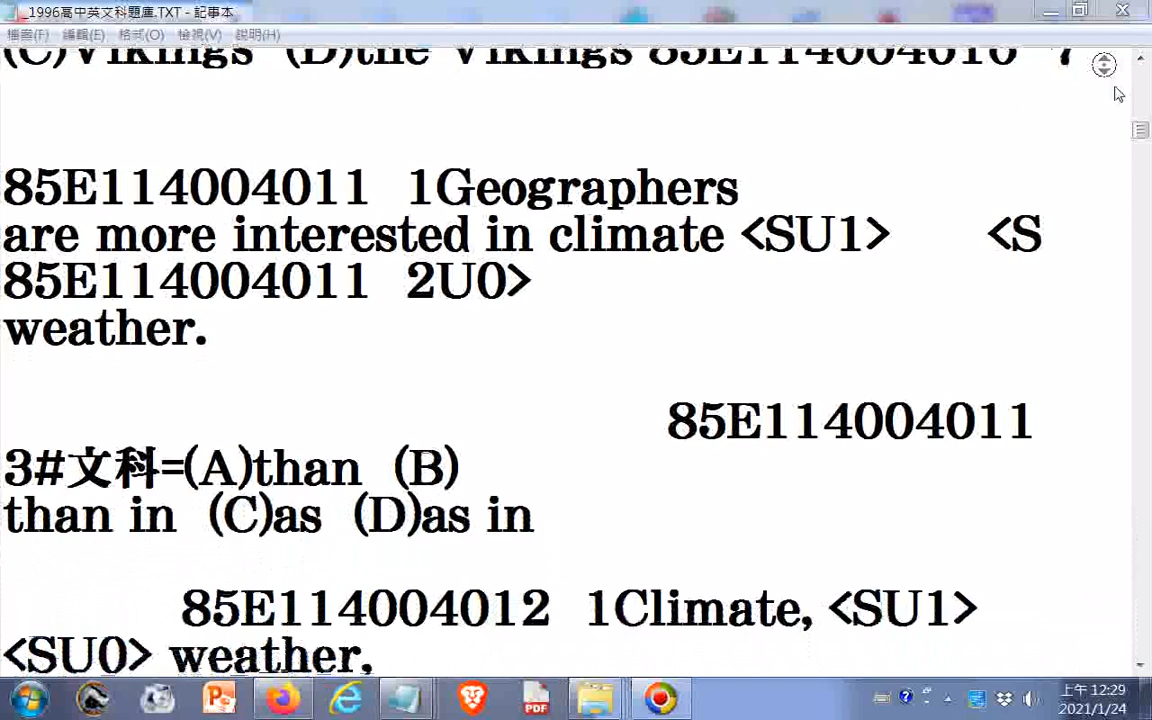 _1996高中英文科題庫.TXT - 記事本
檔案(F) 編輯(E) 格式(O) 檢視(V) 說明(H)
(C)Vikings (D)the Vikings 85E114004010 7
85E114004011 1Geographers
are more interested in climate <SU1> <S
85E114004011 2U0>
weather.
85E114004011
3#文科=(A)than (B)
than in (C)as (D)as in
85E114004012 1Climate, <SU1>
<SU0> weather,
PDF
上午 12:29
2021/1/24